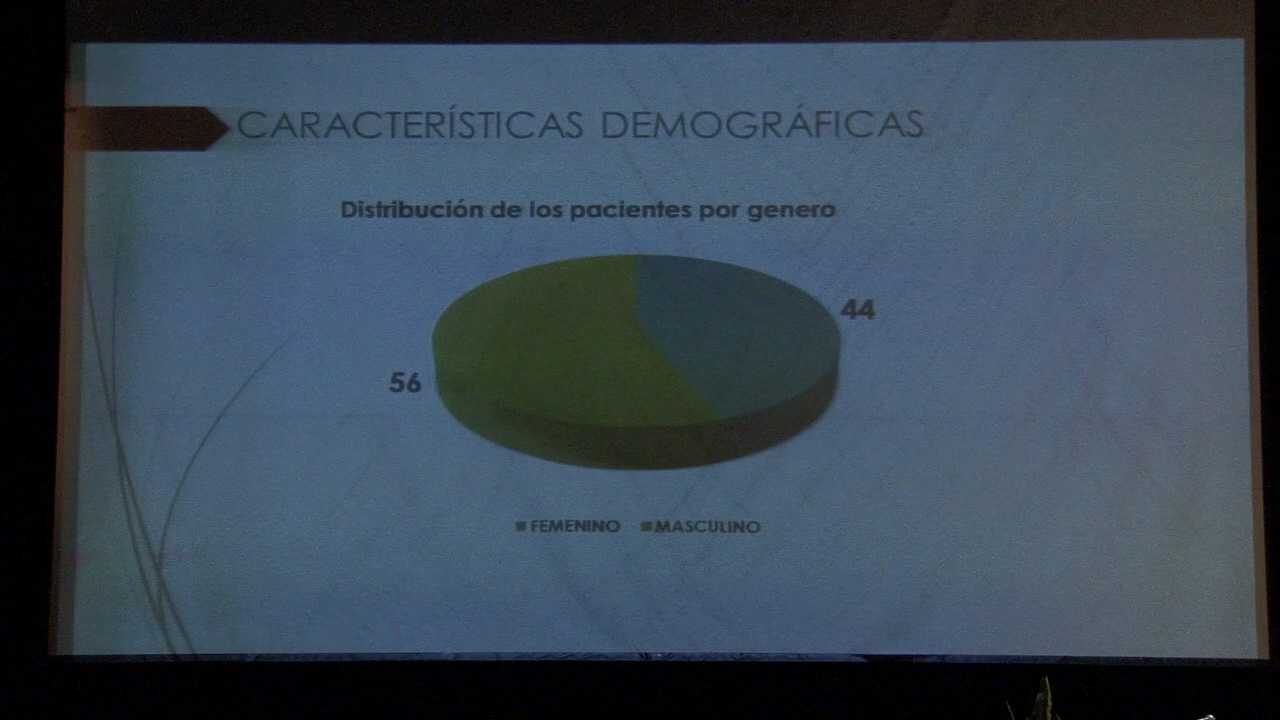 CARACTERÍSTICAS DEMOGRÁFICAS
Distribución de los pacientes por genero
44
56
FEMENINO MASCULINO